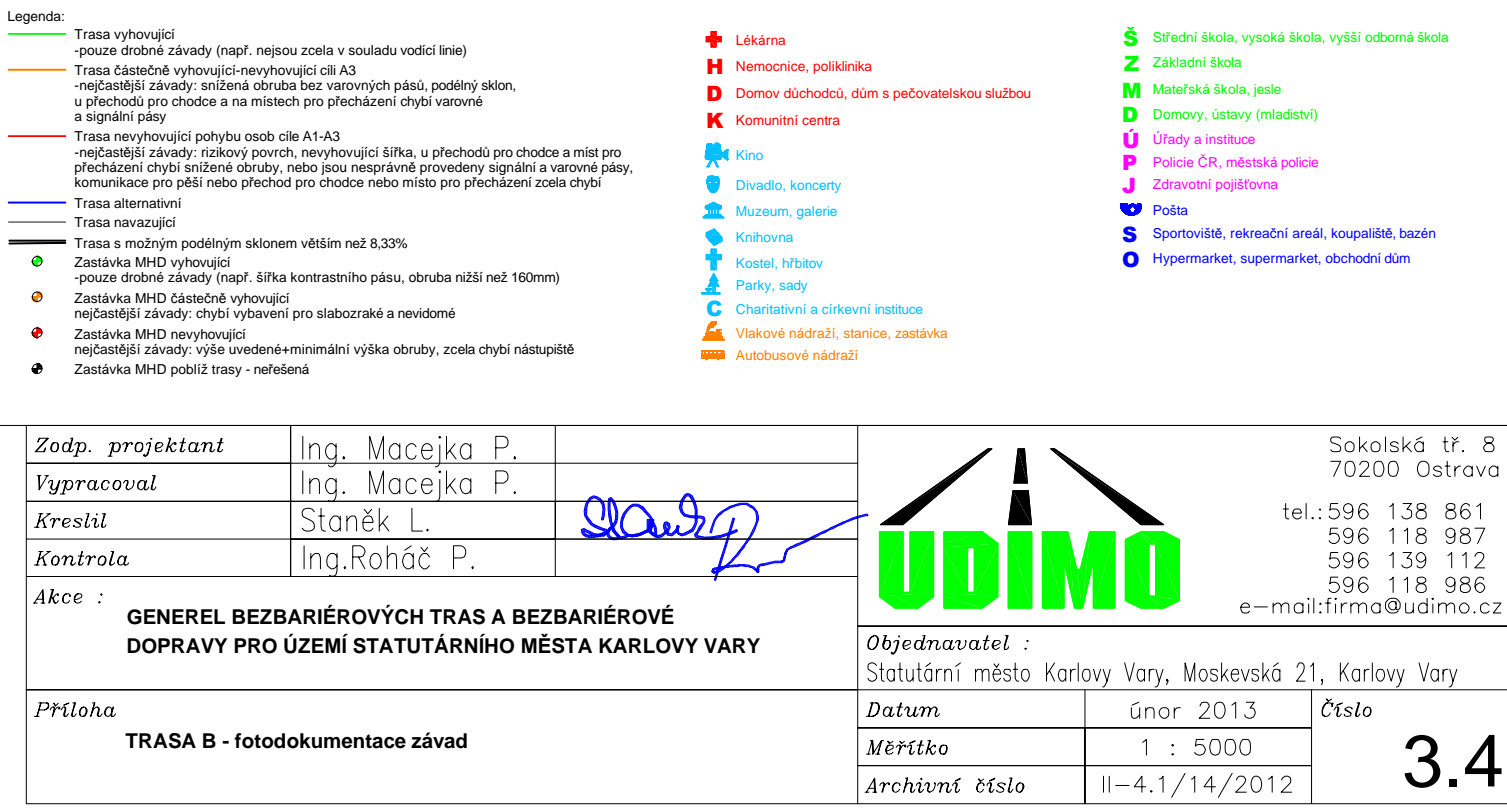 Legenda:
Trasa vyhovující
-pouze drobné závady (např. nejsou zcela v souladu vodící linie)
Trasa částečně vyhovující-nevyhovující cíli A3
-nejčastější závady: snížená obruba bez varovných pásů, podélný sklon,
u přechodů pro chodce a na místech pro přecházení chybí varovné
a signální pásy
Trasa nevyhovující pohybu osob cíle A1-A3
-nejčastější závady: rizikový povrch, nevyhovující šířka, u přechodů pro chodce a míst pro
přecházení chybí snížené obruby, nebo jsou nesprávně provedeny signální a varovné pásy,
komunikace pro pěší nebo přechod pro chodce nebo místo pro přecházení zcela chybí
Trasa alternativní
Trasa navazující
Trasa s možným podélným sklonem větším než 8,33%
Zastávka MHD vyhovující
-pouze drobné závady (např. šířka kontrastního pásu, obruba nižší než 160mm)
Zastávka MHD částečně vyhovující
nejčastější závady: chybí vybavení pro slabozraké a nevidomé
Zastávka MHD nevyhovující
nejčastější závady: výše uvedené+minimální výška obruby, zcela chybí nástupiště
Zastávka MHD poblíž trasy - neřešená
Lékárna
H Nemocnice, poliklinika
D Domov důchodců, dům s pečovatelskou službou
K Komunitní centra
Kino
Divadlo, koncerty
Muzeum, galerie
Knihovna
Kostel, hřbitov
Parky, sady
C Charitativní a církevní instituce
Vlakové nádraží, stanice, zastávka
Autobusové nádraží
Š Střední škola, vysoká škola, vyšší odborná škola
Z Základní škola
M Mateřská škola, jesle
D Domovy, ústavy (mladiství)
Ú Úřady a instituce
P Policie ČR, městská policie
J Zdravotní pojišťovna
Pošta
S Sportoviště, rekreační areál, koupaliště, bazén
O Hypermarket, supermarket, obchodní dům
Zodp. projektant Ing. Macejka P.
Vypracoval Ing. Macejka P.
Kreslil Staněk L.
Kontrola Ing.Roháč P.
Akce :
GENEREL BEZBARIÉROVÝCH TRAS A BEZBARIÉROVÉ
DOPRAVY PRO ÚZEMÍ STATUTÁRNÍHO MĚSTA KARLOVY VARY
Příloha
TRASA B - fotodokumentace závad
UDIMO
Sokolská tř. 8
70200 Ostrava
tel.:596 138 861
596 118 987
596 139 112
596 118 986
e-mail:firma@udimo.cz
Objednavatel :
Statutární město Karlovy Vary, Moskevská 21, Karlovy Vary
Datum únor 2013
Měřítko 1 : 5000
Archivní číslo II-4.1/14/2012
Číslo
3.4